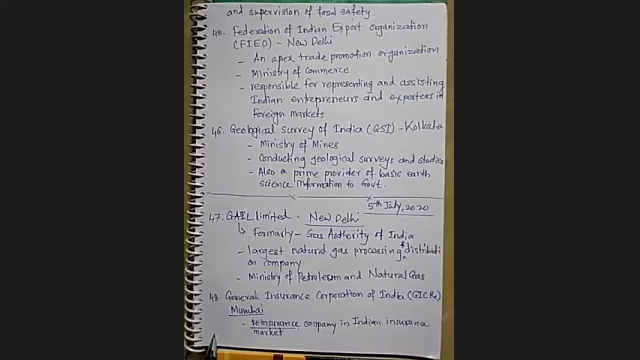 and supervision of food safety.
45. Federation of Indian Export Organization
(FIEO) - New Delhi
- An apex trade promotion organization
- Ministry of Commerce
- responsible for representing and assisting
Indian entrepreneurs and exporters in
foreign markets
46. Geological Survey of India (GSI) - Kolkata
- Ministry of Mines
- Conducting geological surveys and studies
- Also a prime provider of basic earth
science information to Govt.
5th July, 2020
47. GAIL Limited. New Delhi
Formarly - Gas Authority of India
- largest natural gas processing & distributi
on company
- Ministry of Petroleum and Natural Gas
48. General Insurance Corporation of India (GICRe)
Mumbai
- reinsurance company in Indian insurance
market